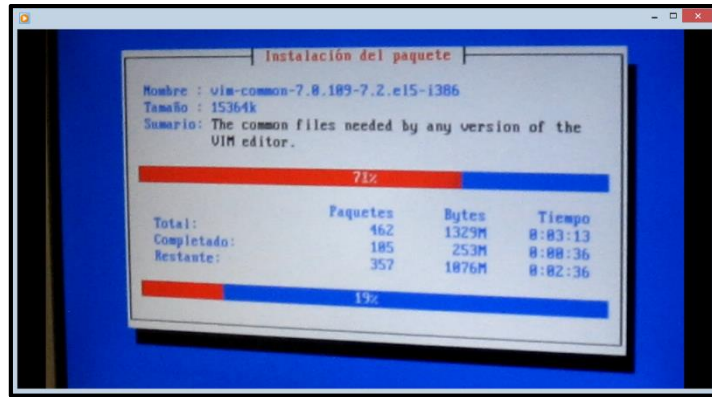 Instalación del paquete
Nombre : vim-common-7.0.109-7.2.el5-i386
Tamaño : 15364k
Sumario: The common files needed by any version of the
VIM editor.
71%
Paquetes Bytes Tiempo
Total: 462 1329M 0:03:13
Completado: 105 253M 0:00:36
Restante: 357 1076M 0:02:36
19%